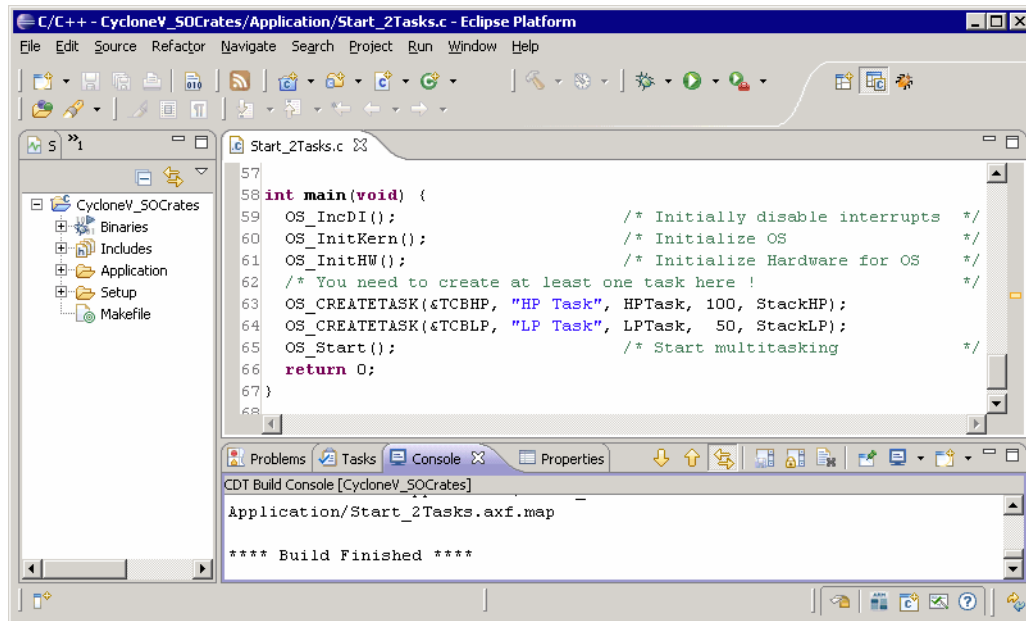 C/C++ - CycloneV_SOCrates/Application/Start_2Tasks.c - Eclipse Platform
File Edit Source Refactor Navigate Search Project Run Window Help
S »1
Start_2Tasks.c
CycloneV_SOCrates
Binaries
Includes
Application
Setup
Makefile
57
58 int main(void) {
59 OS_IncDI(); /* Initially disable interrupts */
60 OS_InitKern(); /* Initialize OS */
61 OS_InitHW(); /* Initialize Hardware for OS */
62 /* You need to create at least one task here ! */
63 OS_CREATETASK(&TCBHP, "HP Task", HPTask, 100, StackHP);
64 OS_CREATETASK(&TCBLP, "LP Task", LPTask, 50, StackLP);
65 OS_Start(); /* Start multitasking */
66 return 0;
67 }
68
Problems Tasks Console Properties
CDT Build Console [CycloneV_SOCrates]
Application/Start_2Tasks.axf.map
**** Build Finished ****